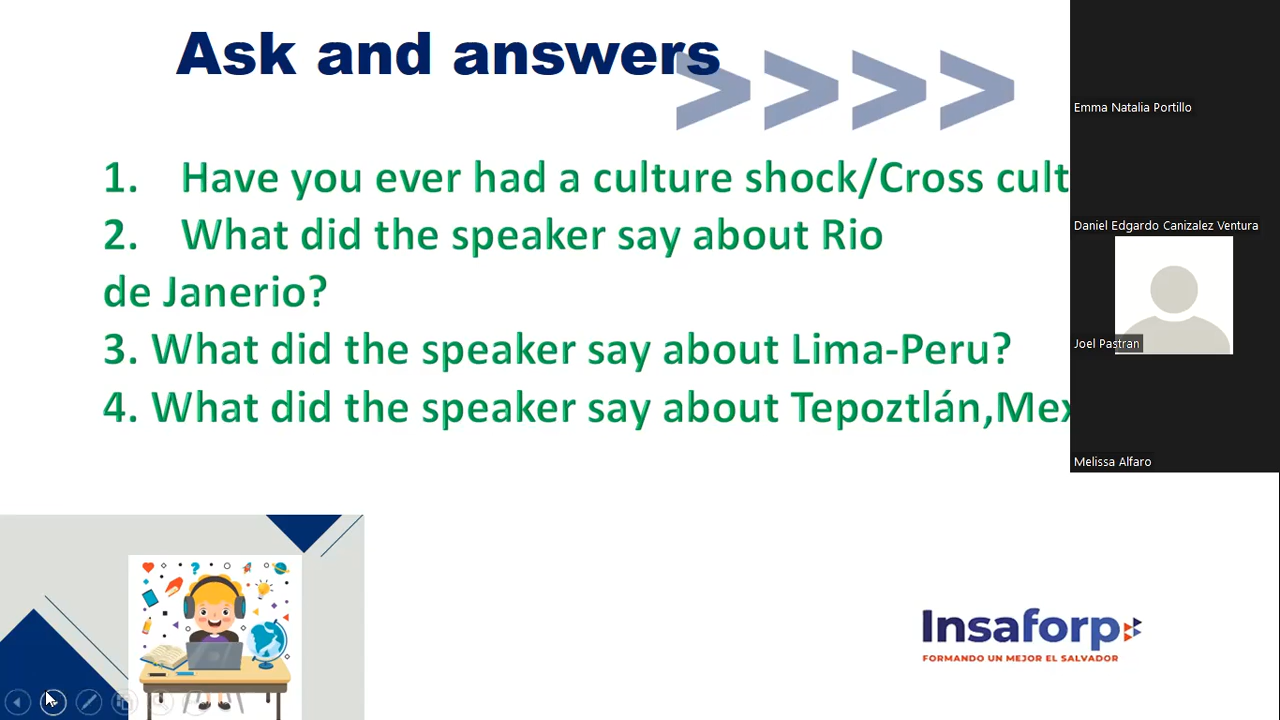 Ask and answers
>>>>
1. Have you ever had a culture shock/Cross cult
2. What did the speaker say about Rio
de Janerio?
3. What did the speaker say about Lima-Peru?
4. What did the speaker say about Tepoztlán,Mex
Emma Natalia Portillo
Daniel Edgardo Canizalez Ventura
Joel Pastran
Melissa Alfaro
Insaforp
FORMANDO UN MEJOR EL SALVADOR